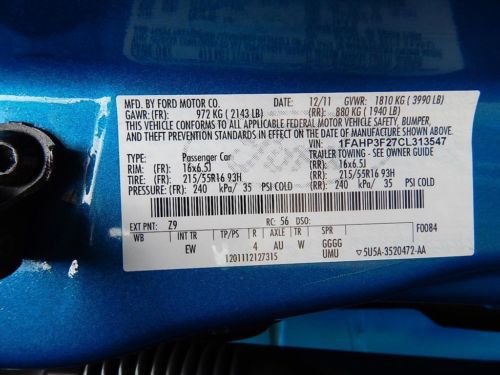 MFD. BY FORD MOTOR CO. DATE: 12/11 GVWR: 1810 KG ( 3990 LB)
GAWR: (FR): 972 KG ( 2143 LB) (RR): 880 KG ( 1940 LB)
THIS VEHICLE CONFORMS TO ALL APPLICABLE FEDERAL MOTOR VEHICLE SAFETY, BUMPER,
AND THEFT PREVENTION STANDARDS IN EFFECT ON THE DATE OF MANUFACTURE SHOWN ABOVE.
VIN: 1FAHP3F27CL313547
TYPE: Passenger Car TRAILER TOWING - SEE OWNER MANUAL
RIM: (FR) 16x6.5J (RR): 16x6.5J
TIRE: (FR) 215/55R16 93H (RR): 215/55R16 93H
PRESSURE: (FR) 240 kPa/ 35 PSI COLD (RR): 240 kPa/ 35 PSI COLD
EXT PNT: Z9 RC: 56 DSO: F0084
WB INT TR TP/PS R AXLE TR SPR
EW 4 AU W GGGG
UMU
1201112127315 ▽5U5A-3520472-AA